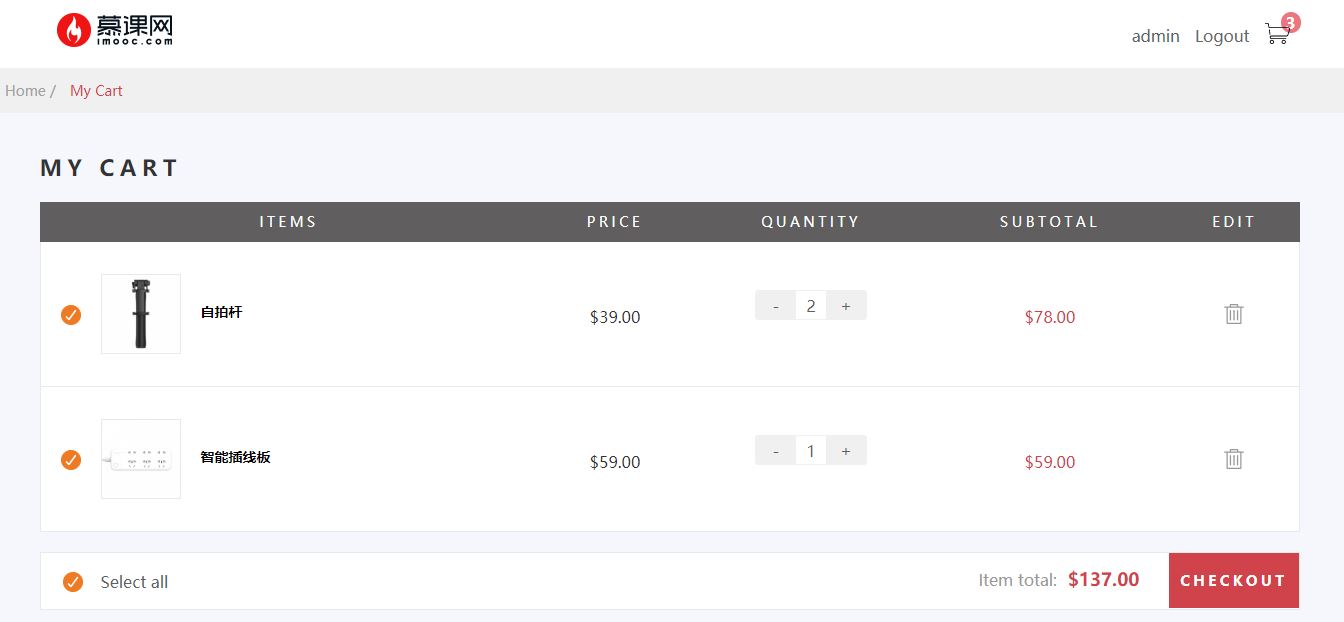 慕课网
imooc.com
admin Logout 3
Home / My Cart
MY CART
ITEMS PRICE QUANTITY SUBTOTAL EDIT
自拍杆 $39.00 - 2 + $78.00
智能插线板 $59.00 - 1 + $59.00
Select all Item total: $137.00 CHECKOUT